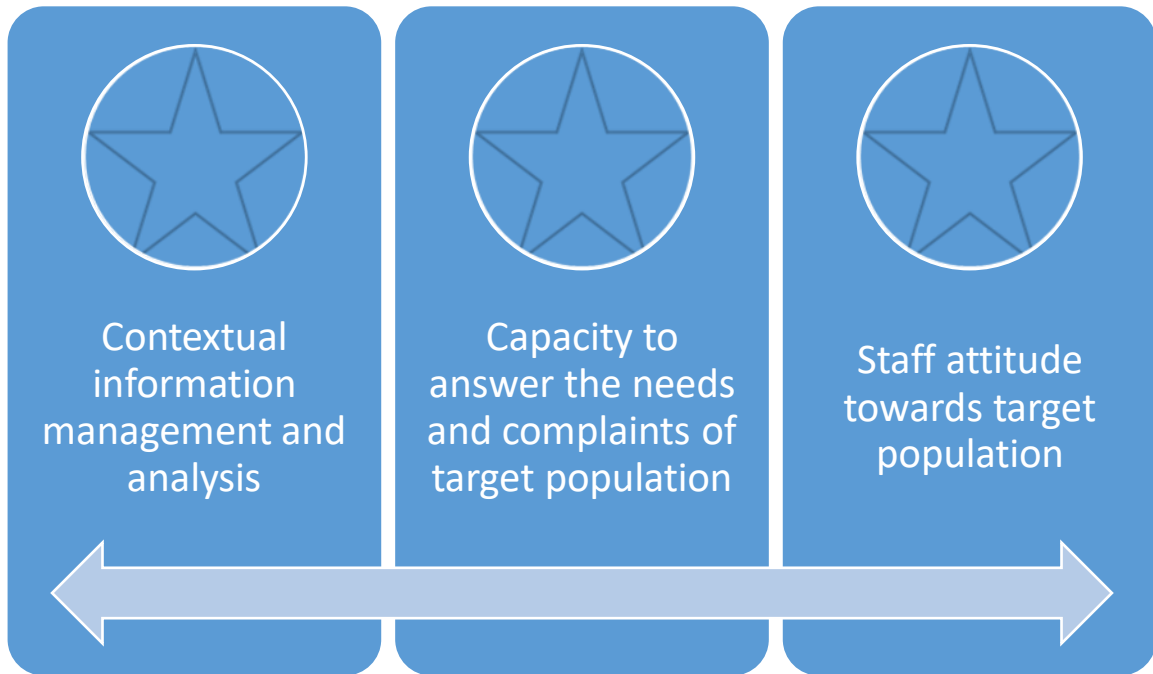 Contextual
information
management and
analysis
Capacity to
answer the needs
and complaints of
target population
Staff attitude
towards target
population